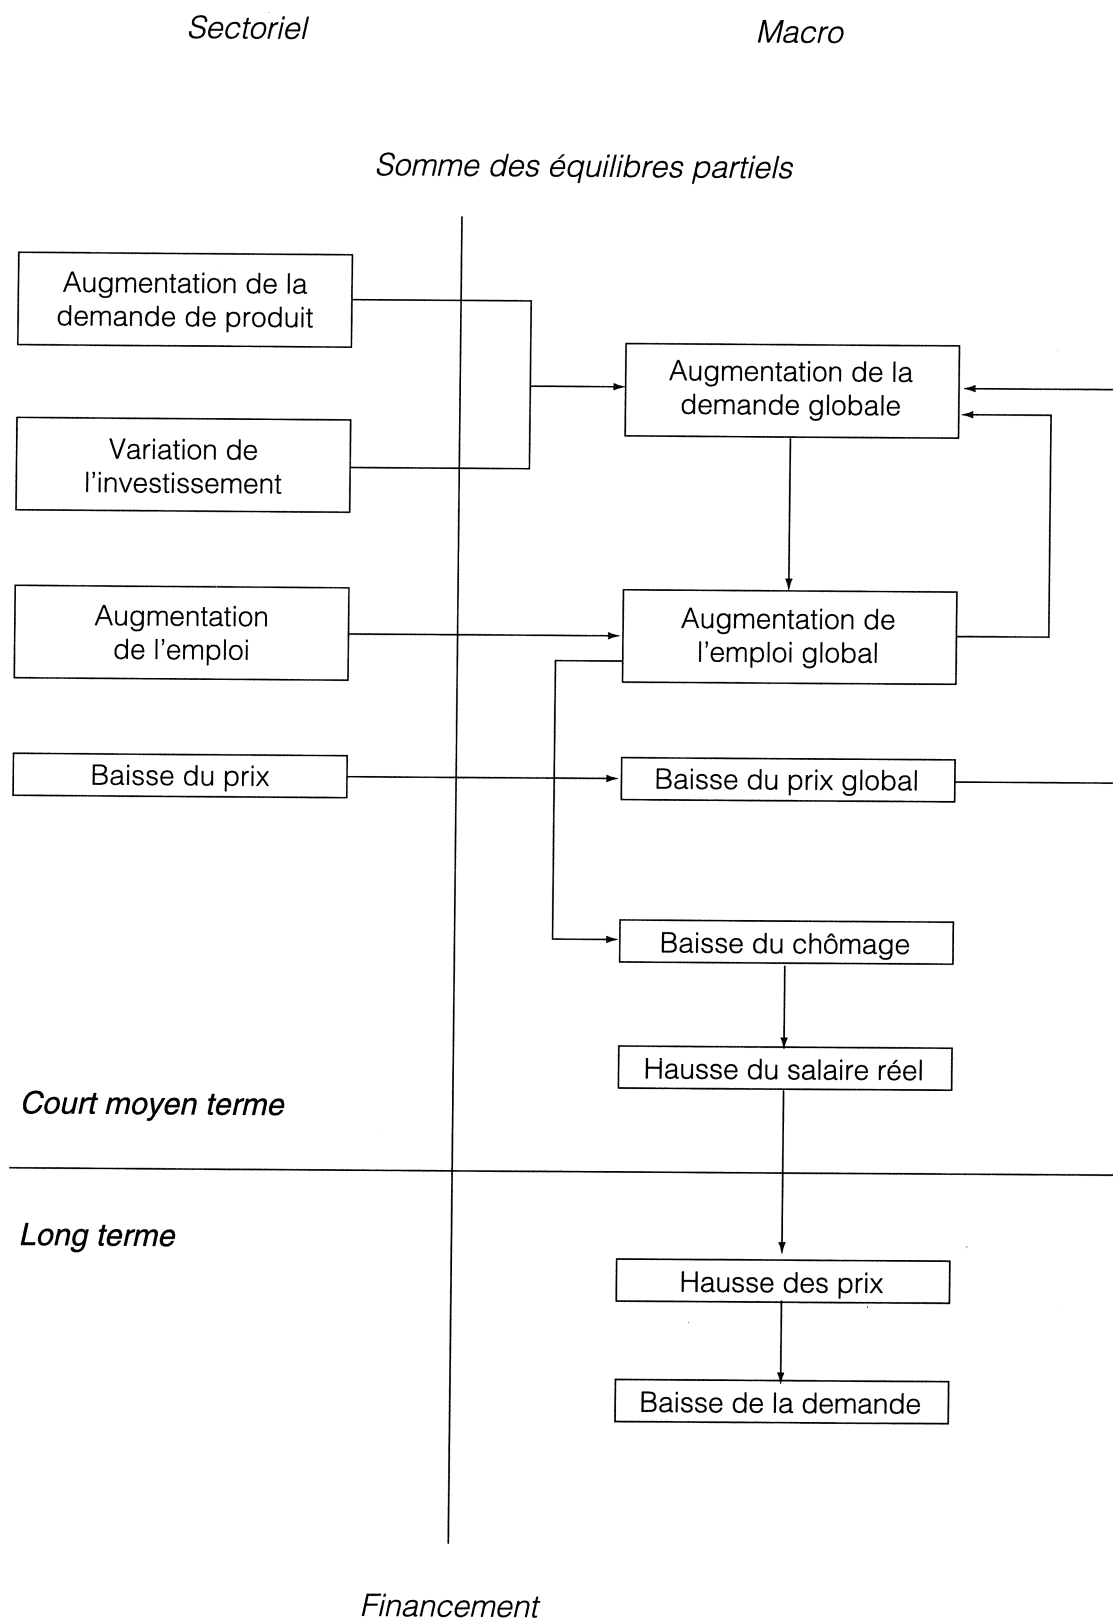 Sectoriel
Macro
Somme des équilibres partiels
Augmentation de la
demande de produit
Augmentation de la
demande globale
Variation de
l'investissement
Augmentation
de l'emploi
Augmentation de
l'emploi global
Baisse du prix
Baisse du prix global
Baisse du chômage
Hausse du salaire réel
Court moyen terme
Long terme
Hausse des prix
Baisse de la demande
Financement